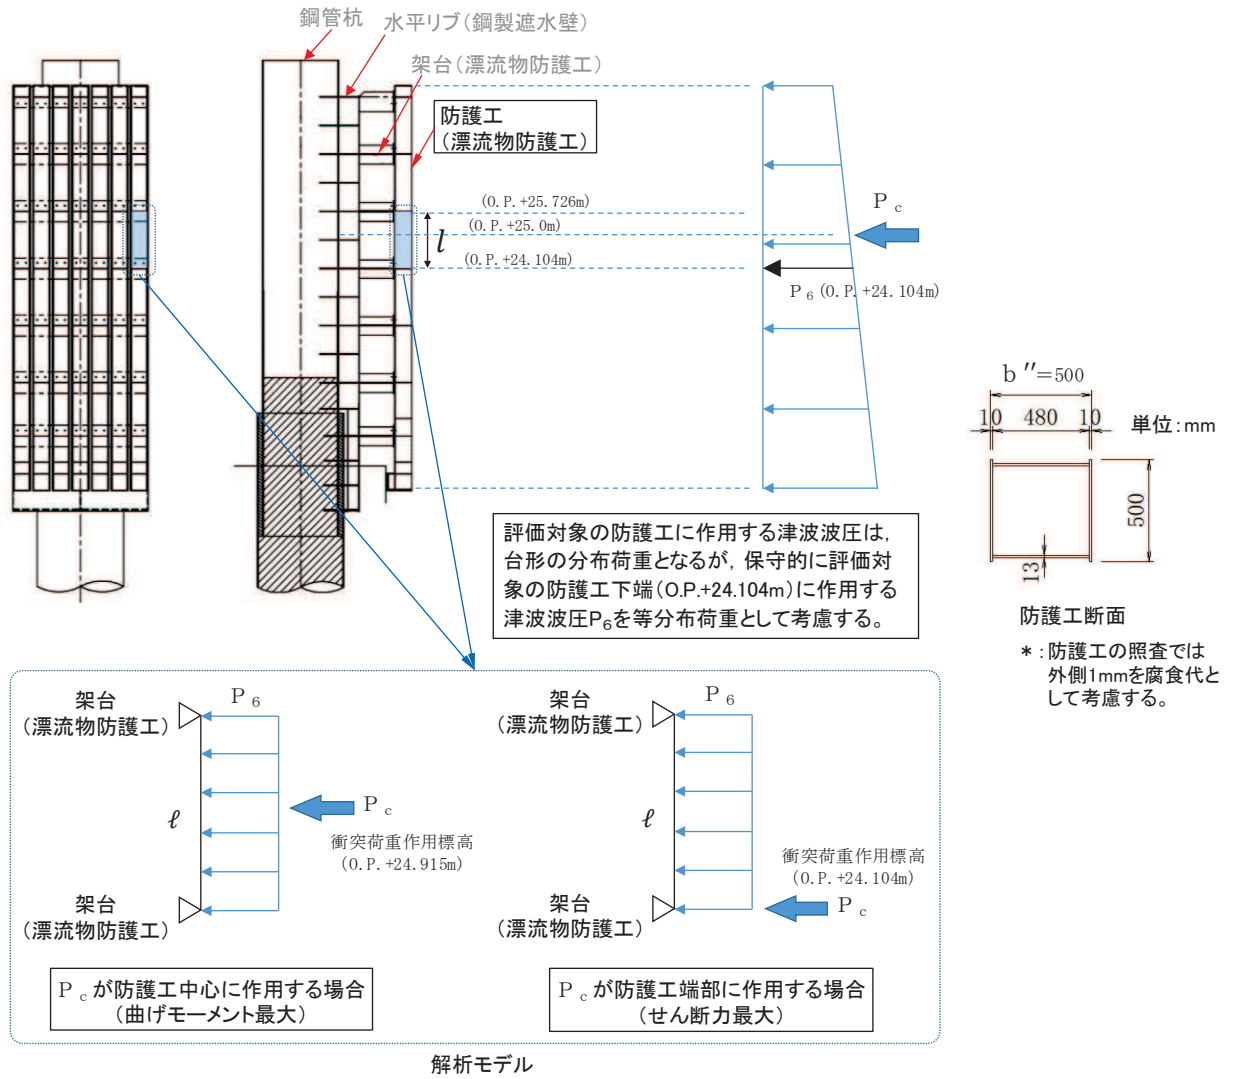 鋼管杭
水平リブ（鋼製遮水壁）
架台（漂流物防護工）
防護工
（漂流物防護工）
(O.P.+25.726m)
(O.P.+25.0m)
l
(O.P.+24.104m)
P c
P 6 (O.P.+24.104m)
b ″=500
10 480 10
単位：mm
500
13
防護工断面
＊：防護工の照査では
外側1mmを腐食代と
して考慮する。
評価対象の防護工に作用する津波波圧は，
台形の分布荷重となるが，保守的に評価対
象の防護工下端（O.P.+24.104m）に作用する
津波波圧P6を等分布荷重として考慮する。
架台
（漂流物防護工）
P 6
ℓ
P c
衝突荷重作用標高
(O.P.+24.915m)
架台
（漂流物防護工）
P c が防護工中心に作用する場合
（曲げモーメント最大）
架台
（漂流物防護工）
P 6
ℓ
衝突荷重作用標高
(O.P.+24.104m)
P c
架台
（漂流物防護工）
P c が防護工端部に作用する場合
（せん断力最大）
解析モデル